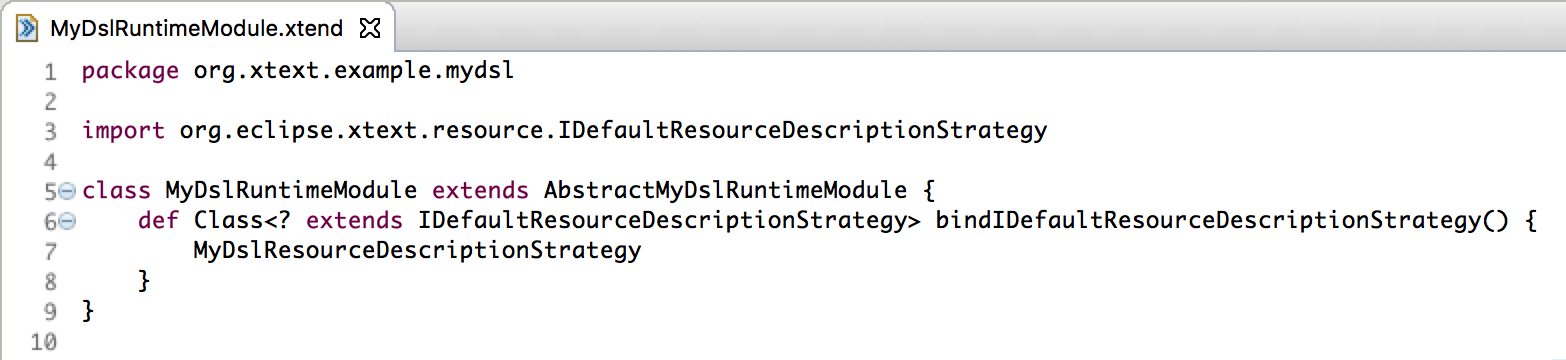 MyDslRuntimeModule.xtend
1 package org.xtext.example.mydsl
2
3 import org.eclipse.xtext.resource.IDefaultResourceDescriptionStrategy
4
5 class MyDslRuntimeModule extends AbstractMyDslRuntimeModule {
6 def Class<? extends IDefaultResourceDescriptionStrategy> bindIDefaultResourceDescriptionStrategy() {
7 MyDslResourceDescriptionStrategy
8 }
9 }
10